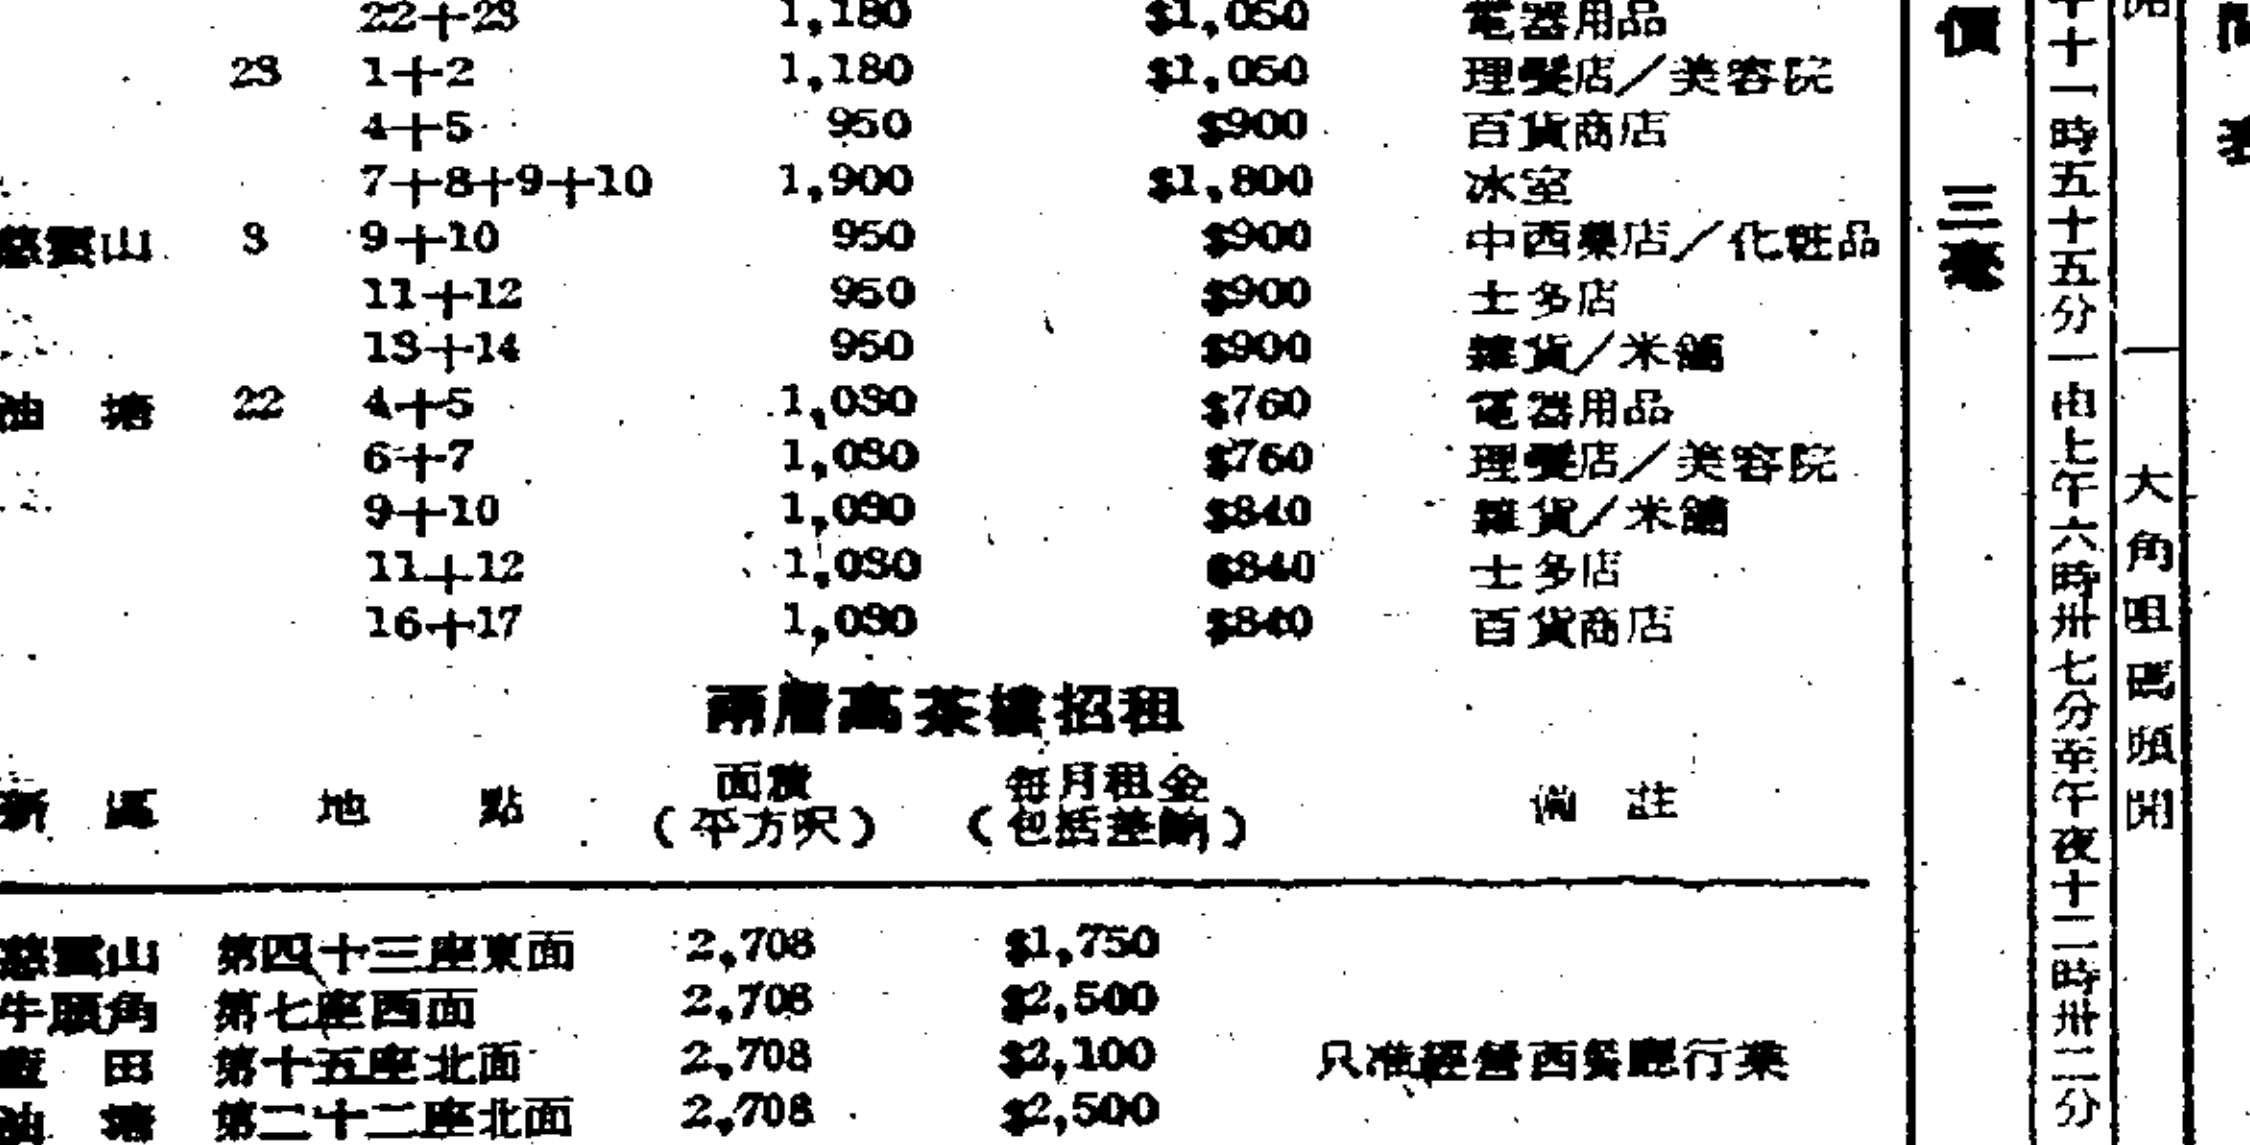 22+23 1,180 $1,050 電器用品
23 1+2 1,180 $1,050 理髮店／美容院
4+5 950 $900 百貨商店
7+8+9+10 1,900 $1,800 冰室
慈雲山 3 9+10 950 $900 中西藥店／化粧品
11+12 950 $900 士多店
13+14 950 $900 雜貨／米舖
油塘 22 4+5 1,030 $760 電器用品
6+7 1,030 $760 理髮店／美容院
9+10 1,030 $840 雜貨／米舖
11+12 1,030 $840 士多店
16+17 1,030 $840 百貨商店
兩層高茶樓招租
新區 地點 面積 每月租金 備註
（平方呎） （包括差餉）
慈雲山 第四十三座東面 2,708 $1,750
牛頭角 第七座西面 2,708 $2,500
藍田 第十五座北面 2,708 $2,100 只准經營西餐廳行業
油塘 第二十二座北面 2,708 $2,500
價 三毫
十一時五十五分 由上午六時卅七分至午夜十二時卅二分
大角咀碼頭開